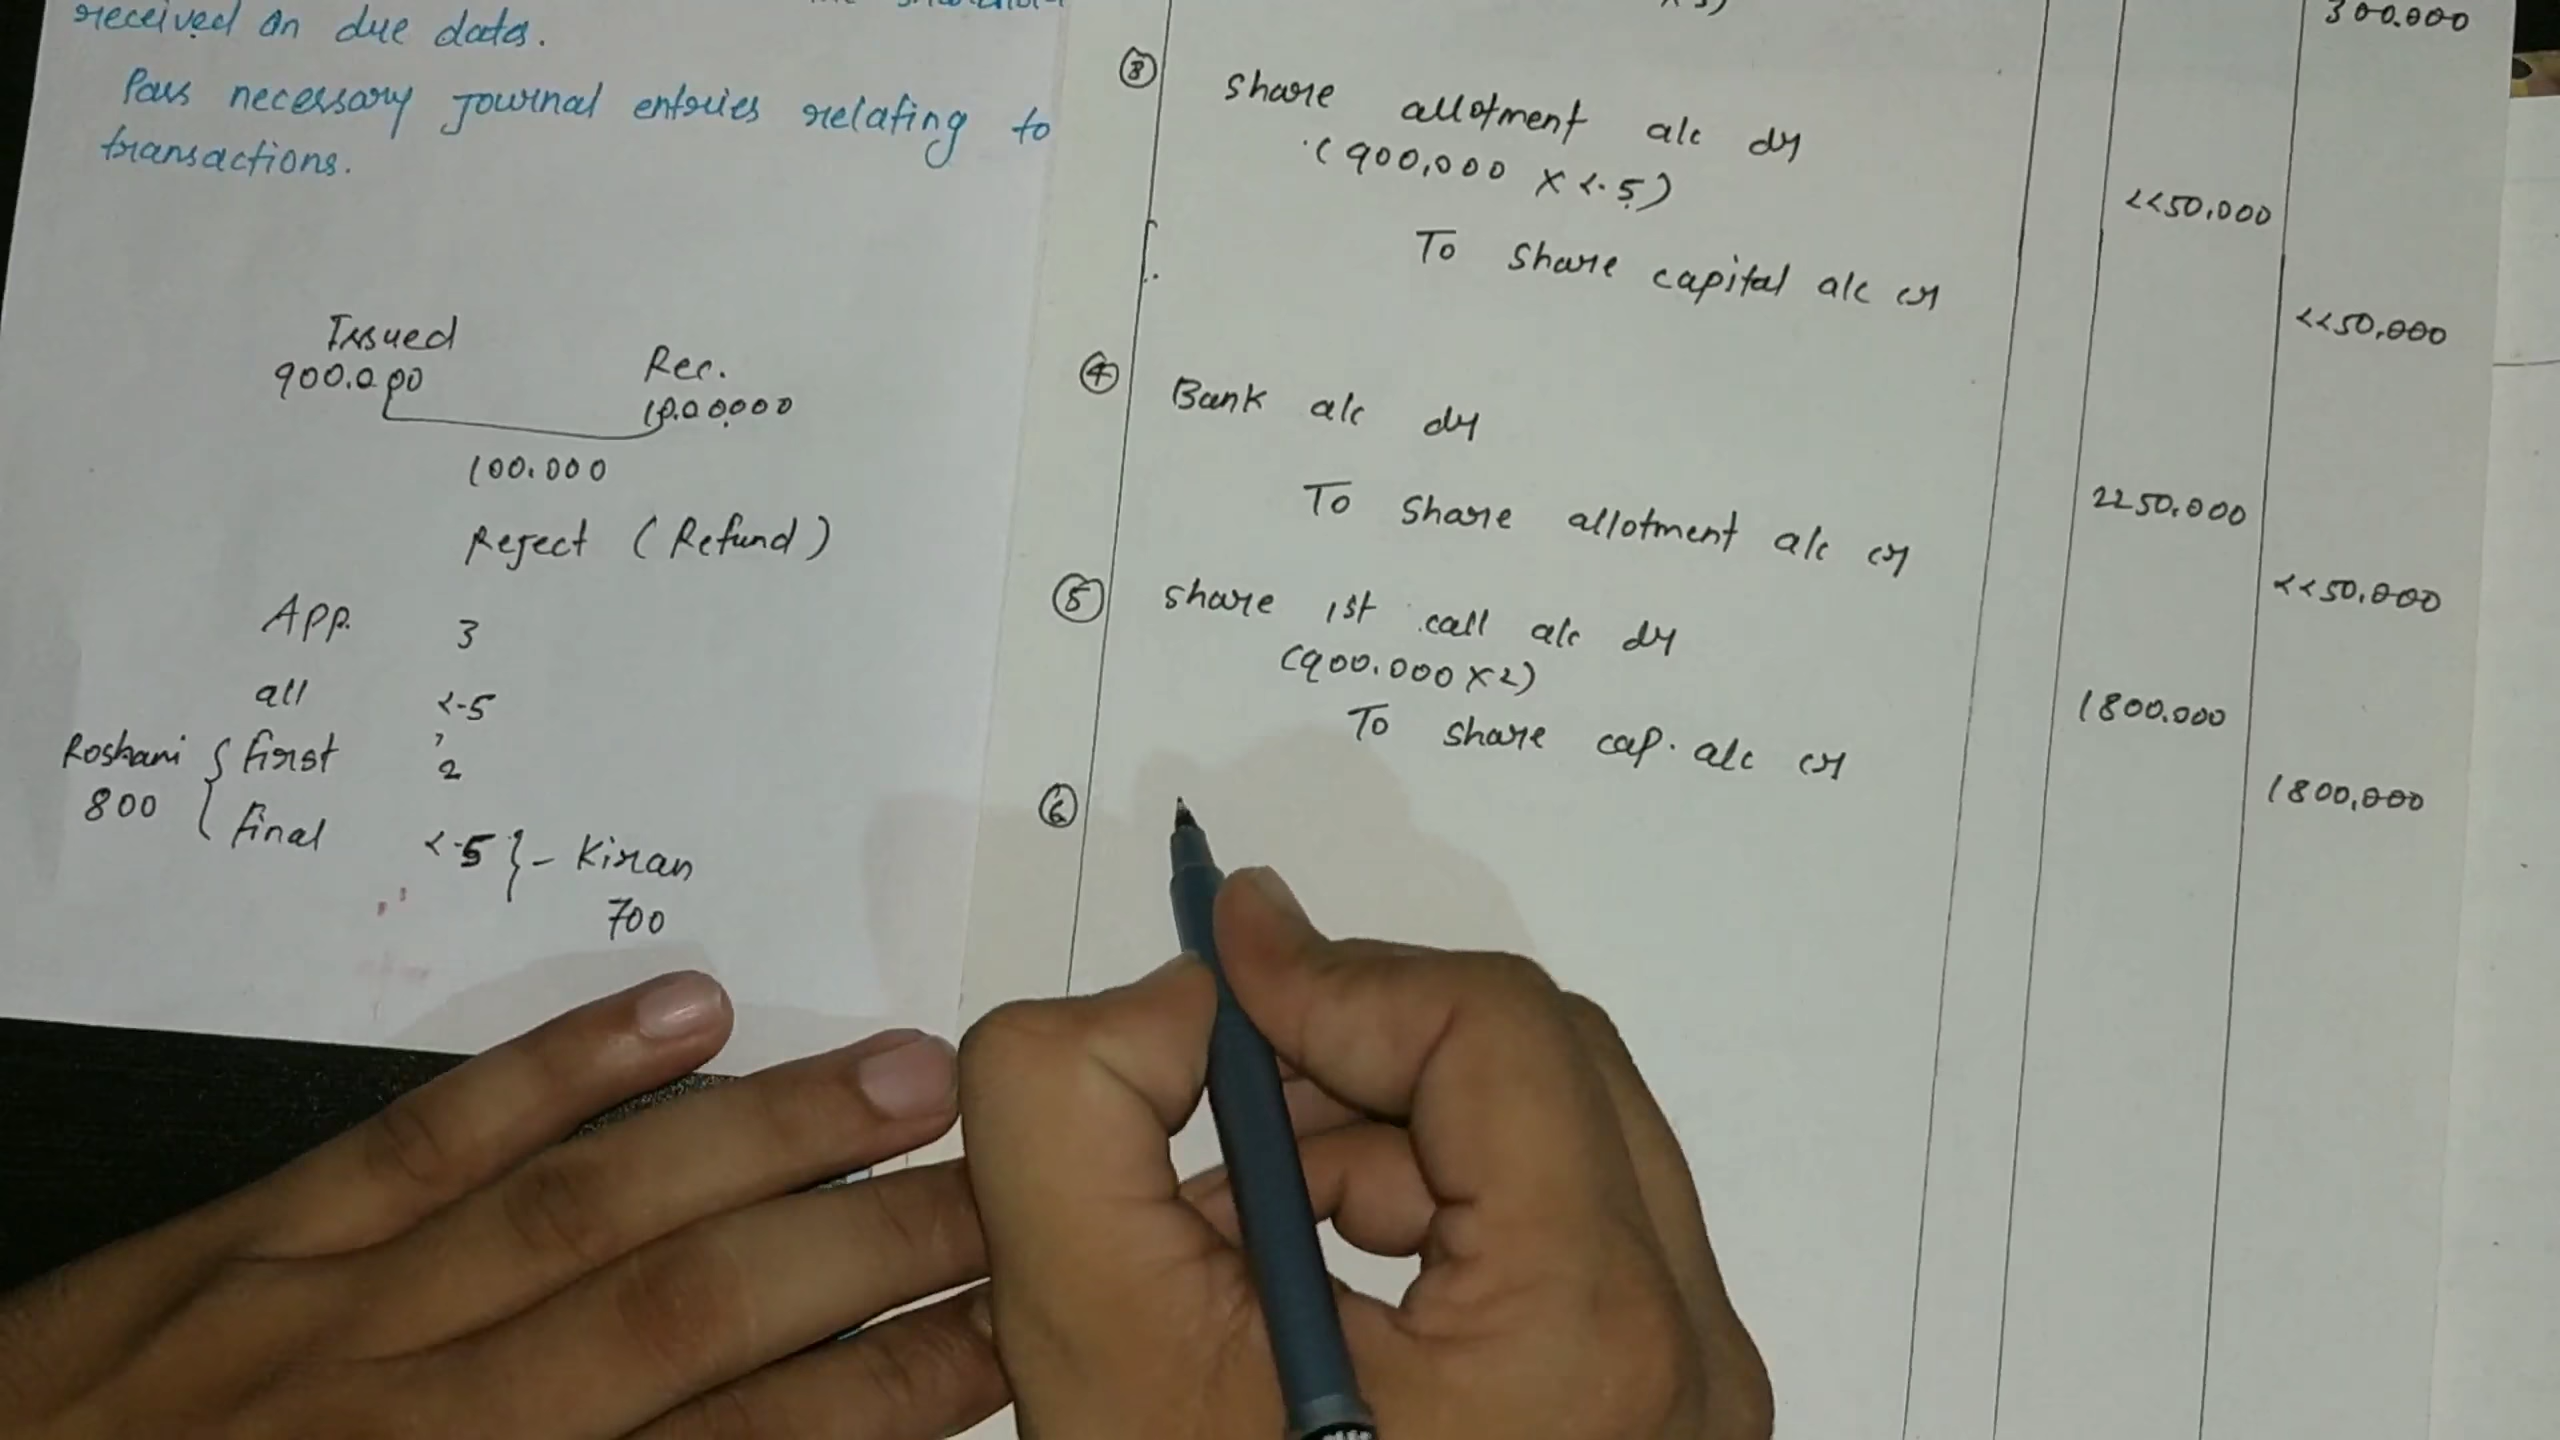 received on due data.
Pass necessary Journal entries relating to
transactions.
Issued
900.000
Rec.
10.00000
100.000
Reject (Refund)
App. 3
all 2.5
Roshani { first 2
800 final 2.5 } - Kiran
700
300.000
③ Share allotment a/c dr
(900,000 × 2.5)
2250,000
To Share capital a/c cr
2250,000
④ Bank a/c dr
2250.000
To Share allotment a/c cr
2250,000
⑤ Share 1st call a/c dr
(900.000 × 2)
1800.000
To Share cap. a/c cr
1800,000
⑥